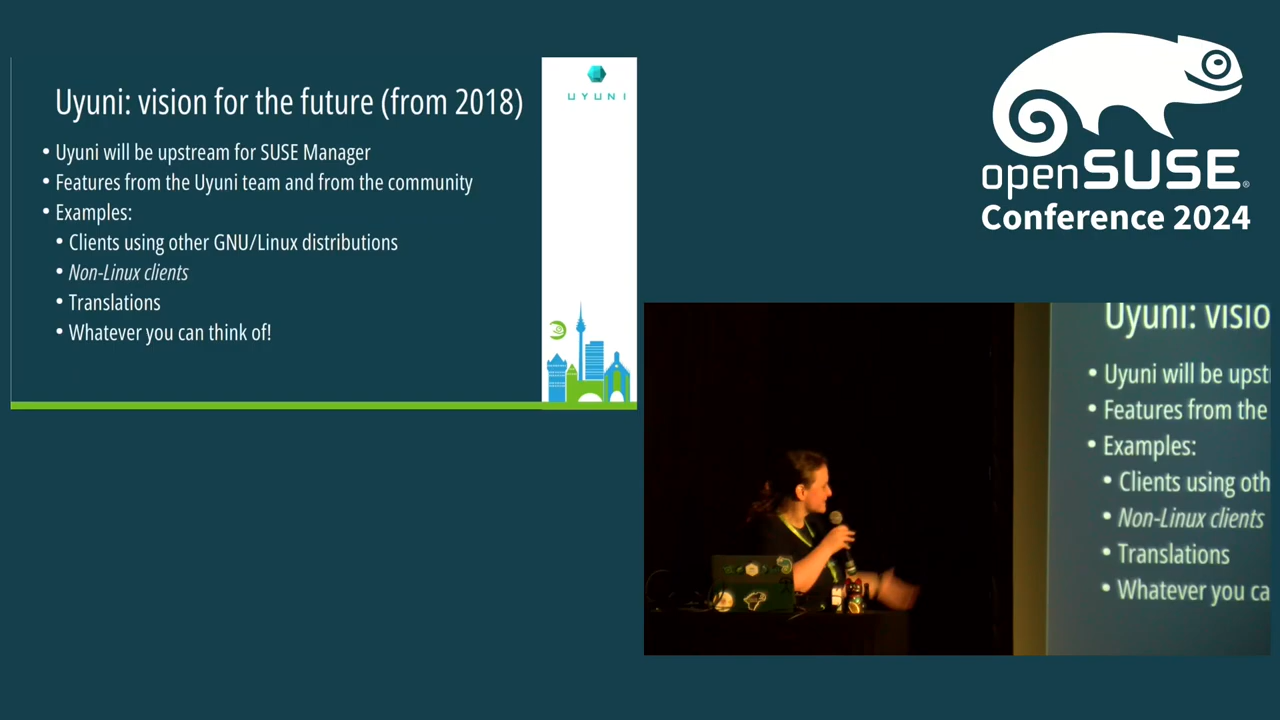 Uyuni: vision for the future (from 2018)
• Uyuni will be upstream for SUSE Manager
• Features from the Uyuni team and from the community
• Examples:
• Clients using other GNU/Linux distributions
• Non-Linux clients
• Translations
• Whatever you can think of!
UYUNI
openSUSE®
Conference 2024
Uyuni: visio
• Uyuni will be upst
• Features from the
• Examples:
• Clients using oth
• Non-Linux clients
• Translations
• Whatever you ca